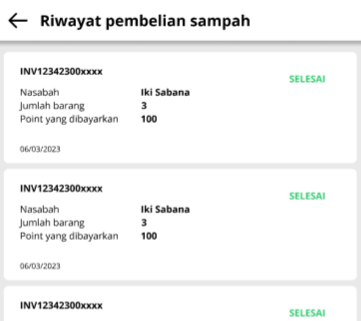 Riwayat pembelian sampah
INV12342300xxxx
SELESAI
Nasabah Iki Sabana
Jumlah barang 3
Point yang dibayarkan 100
06/03/2023
INV12342300xxxx
SELESAI
Nasabah Iki Sabana
Jumlah barang 3
Point yang dibayarkan 100
06/03/2023
INV12342300xxxx
SELESAI